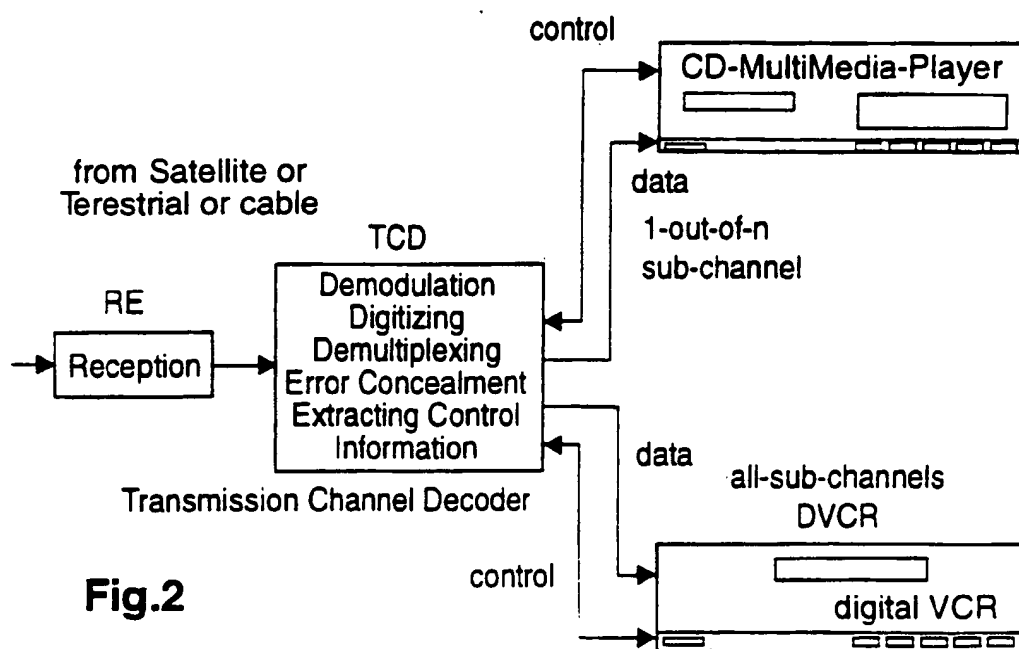 control
CD-MultiMedia-Player
from Satellite or
Terestrial or cable
data
1-out-of-n
sub-channel
TCD
RE
Reception
Demodulation
Digitizing
Demultiplexing
Error Concealment
Extracting Control
Information
Transmission Channel Decoder
data
all-sub-channels
DVCR
control
digital VCR
Fig.2